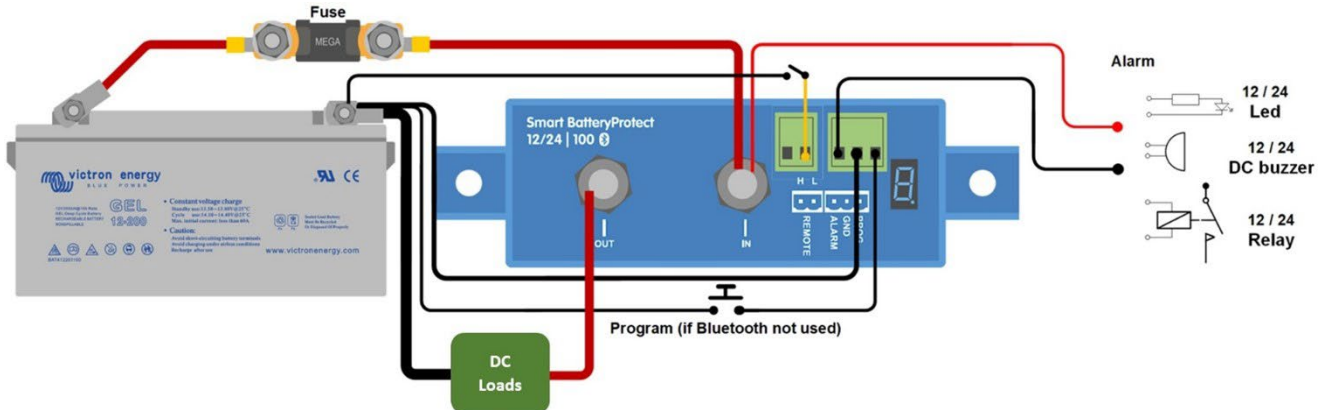 Fuse
MEGA
Alarm
12 / 24
Led
12 / 24
DC buzzer
12 / 24
Relay
Smart BatteryProtect
12/24 | 100
H L
REMOTE
ALARM
GND
PROG
OUT
IN
victron energy
BLUE POWER
GEL
12-200
• Constant voltage charge
• Caution:
www.victronenergy.com
Program (if Bluetooth not used)
DC
Loads